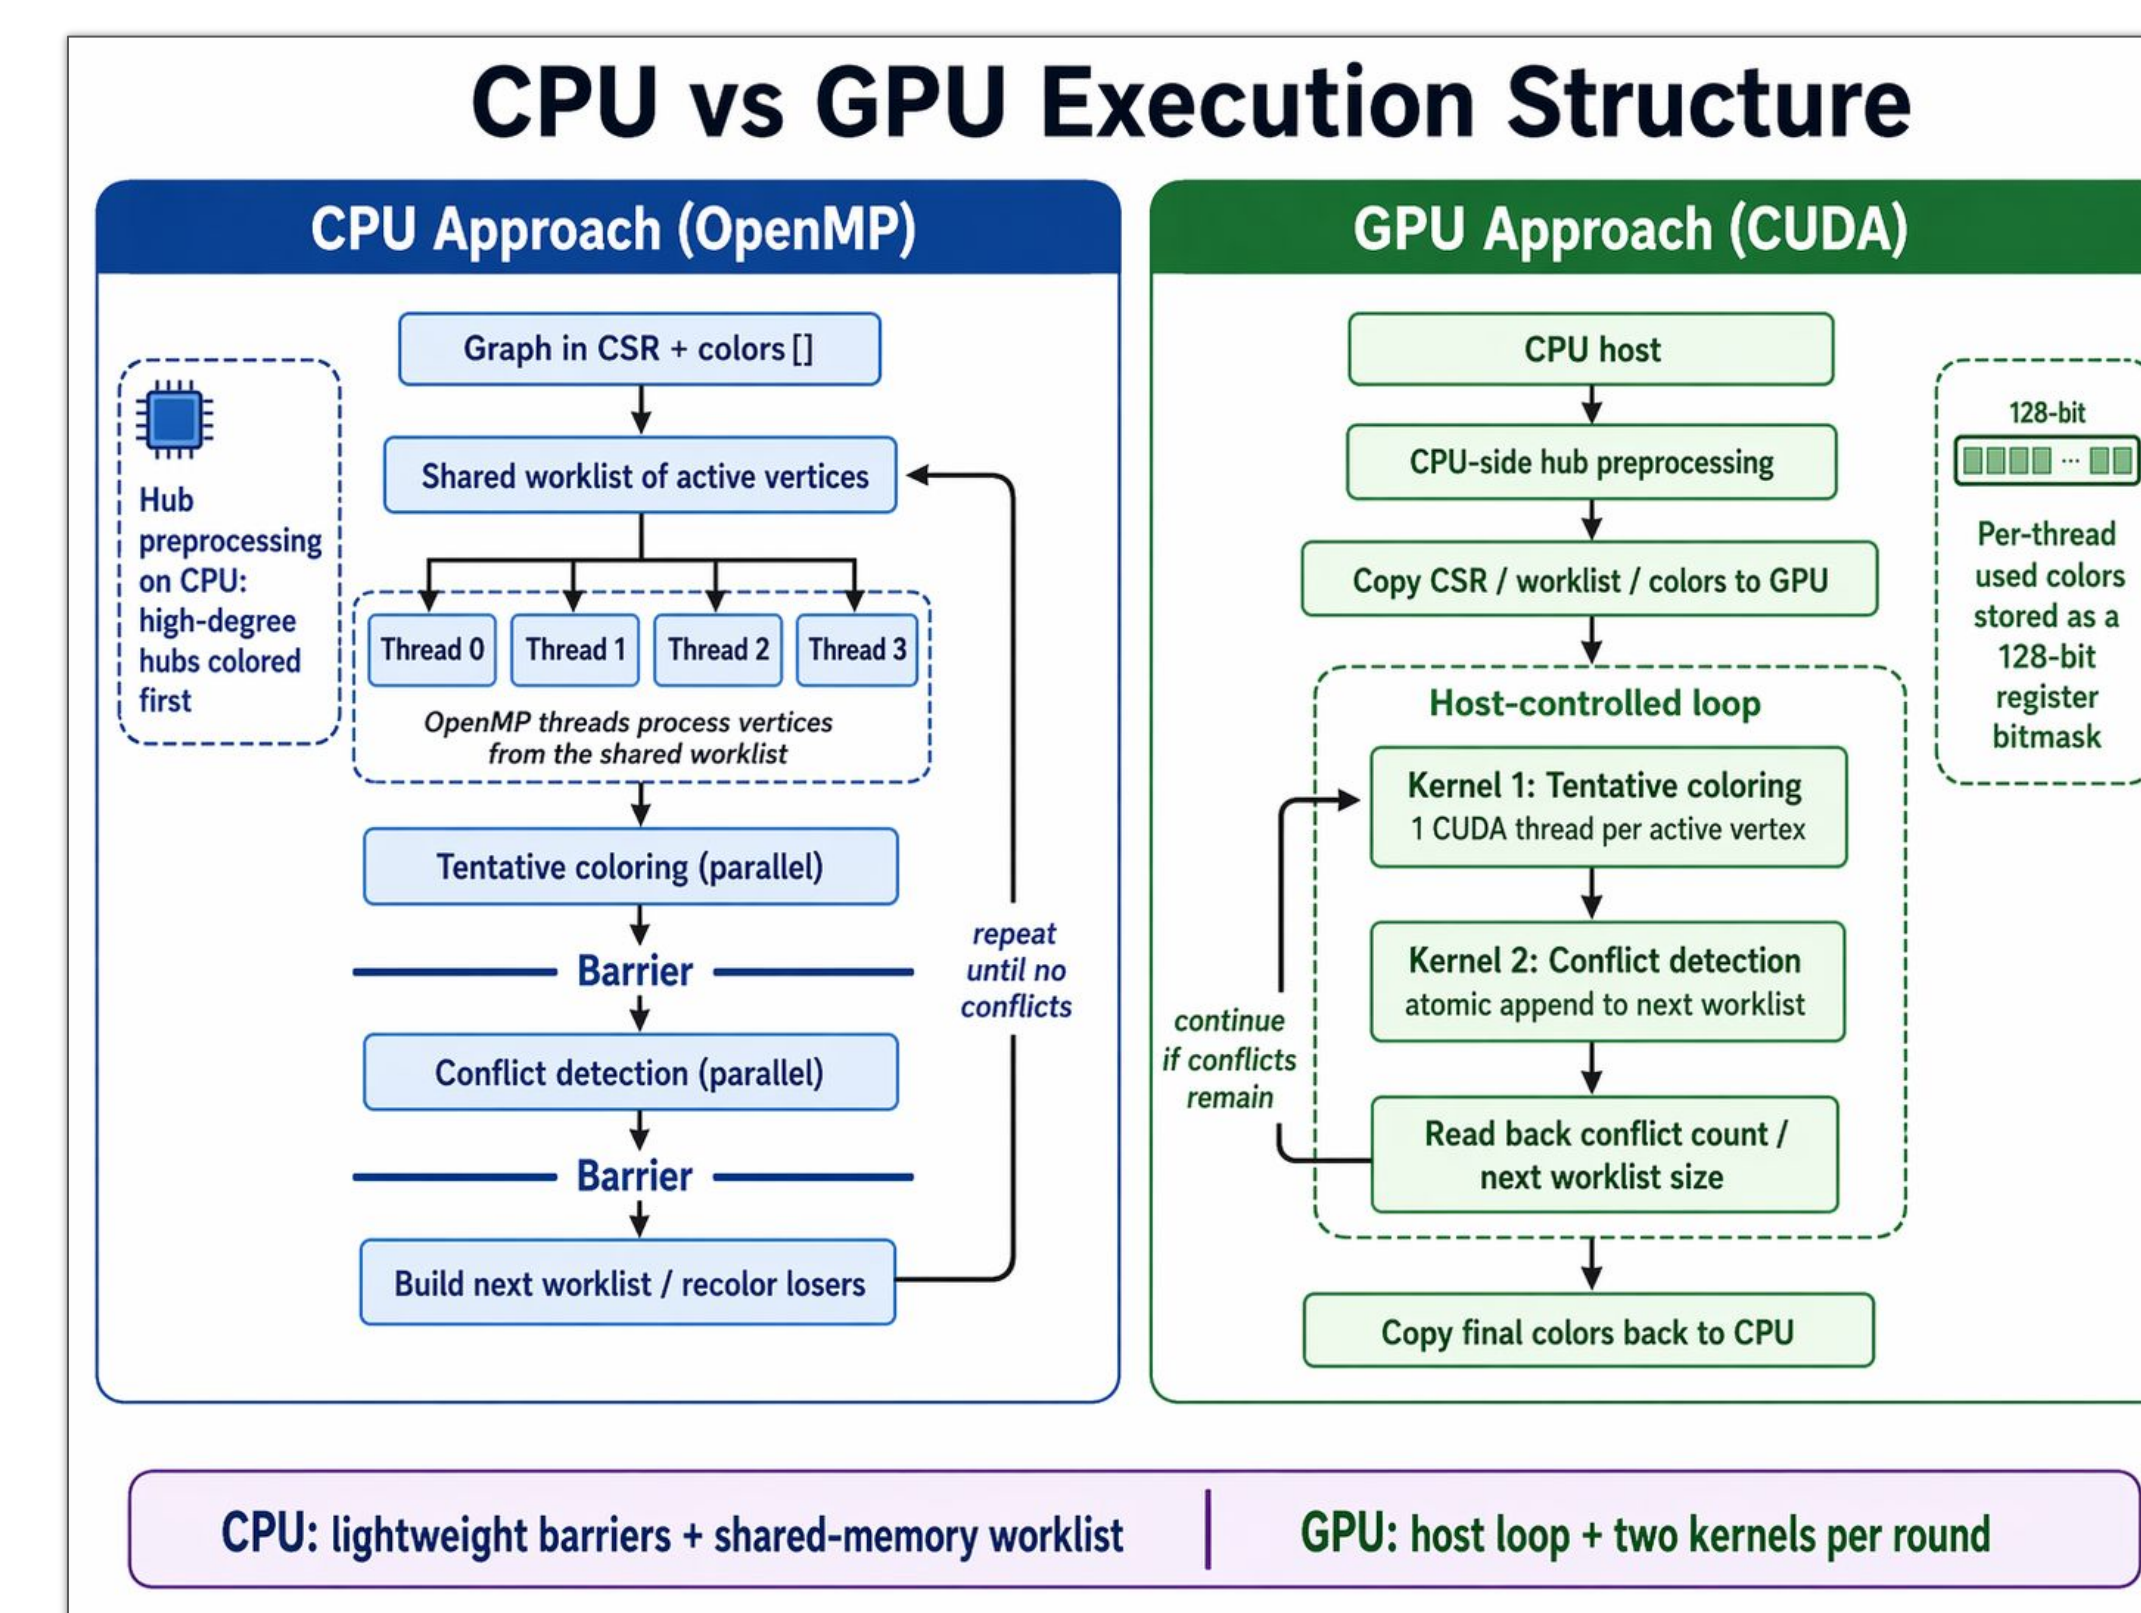 CPU vs GPU Execution Structure
CPU Approach (OpenMP)
Graph in CSR + colors []
Hub
preprocessing
on CPU:
high-degree
hubs colored
first
Shared worklist of active vertices
Thread 0
Thread 1
Thread 2
Thread 3
OpenMP threads process vertices
from the shared worklist
Tentative coloring (parallel)
Barrier
Conflict detection (parallel)
Barrier
Build next worklist / recolor losers
repeat
until no
conflicts
GPU Approach (CUDA)
CPU host
CPU-side hub preprocessing
Copy CSR / worklist / colors to GPU
Host-controlled loop
Kernel 1: Tentative coloring
1 CUDA thread per active vertex
Kernel 2: Conflict detection
atomic append to next worklist
Read back conflict count /
next worklist size
continue
if conflicts
remain
Copy final colors back to CPU
128-bit
...
Per-thread
used colors
stored as a
128-bit
register
bitmask
CPU: lightweight barriers + shared-memory worklist
GPU: host loop + two kernels per round